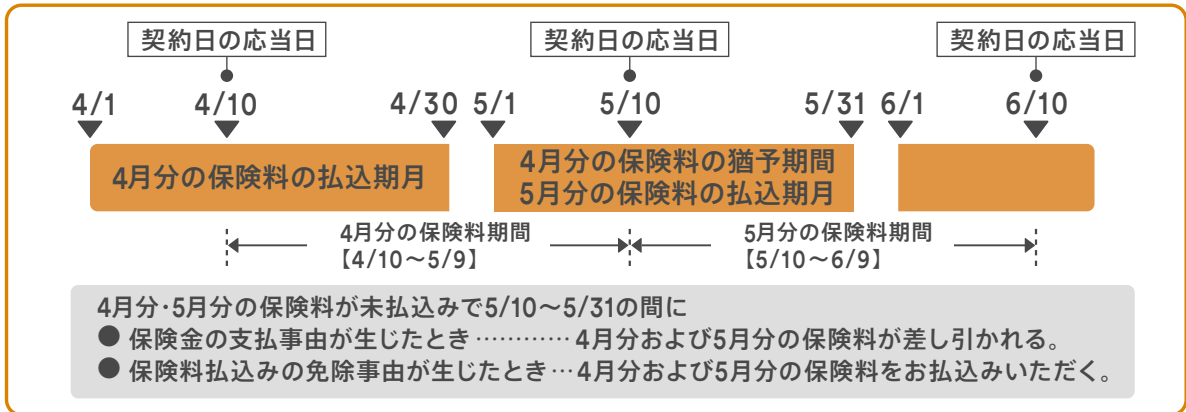 契約日の応当日 契約日の応当日 契約日の応当日
4/1 4/10 4/30 5/1 5/10 5/31 6/1 6/10
4月分の保険料の払込期月
4月分の保険料の猶予期間
5月分の保険料の払込期月
4月分の保険料期間
【4/10〜5/9】
5月分の保険料期間
【5/10〜6/9】
4月分・5月分の保険料が未払込みで5/10〜5/31の間に
● 保険金の支払事由が生じたとき………… 4月分および5月分の保険料が差し引かれる。
● 保険料払込みの免除事由が生じたとき… 4月分および5月分の保険料をお払込みいただく。